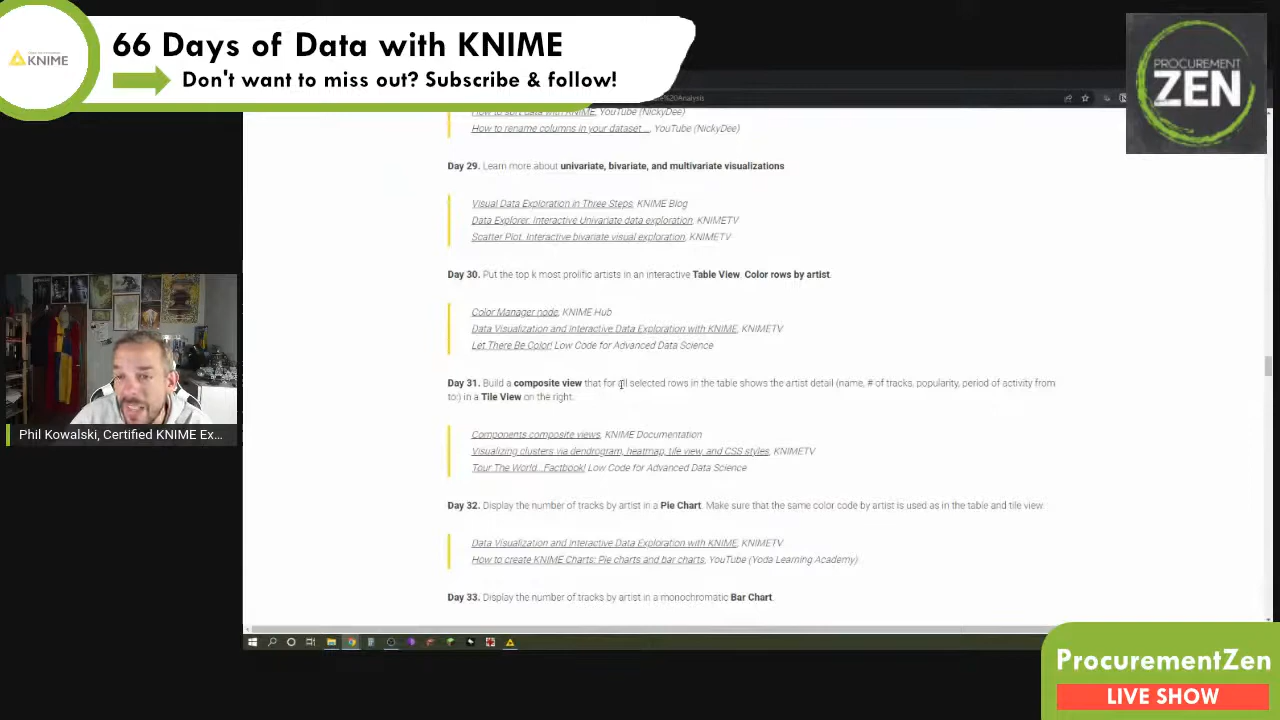 KNIME
66 Days of Data with KNIME
Don't want to miss out? Subscribe & follow!
PROCUREMENT
ZEN
How to sort data with KNIME, YouTube (NickyDee)
How to rename columns in your dataset ..., YouTube (NickyDee)
Day 29. Learn more about univariate, bivariate, and multivariate visualizations
Visual Data Exploration in Three Steps, KNIME Blog
Data Explorer. Interactive Univariate data exploration, KNIMETV
Scatter Plot. Interactive bivariate visual exploration, KNIMETV
Day 30. Put the top k most prolific artists in an interactive Table View. Color rows by artist.
Color Manager node, KNIME Hub
Data Visualization and Interactive Data Exploration with KNIME, KNIMETV
Let There Be Color! Low Code for Advanced Data Science
Day 31. Build a composite view that for all selected rows in the table shows the artist detail (name, # of tracks, popularity, period of activity from
to:) in a Tile View on the right.
Components composite views, KNIME Documentation
Visualizing clusters via dendrogram, heatmap, tile view, and CSS styles, KNIMETV
Tour The World...Factbook! Low Code for Advanced Data Science
Day 32. Display the number of tracks by artist in a Pie Chart. Make sure that the same color code by artist is used as in the table and tile view.
Data Visualization and Interactive Data Exploration with KNIME, KNIMETV
How to create KNIME Charts: Pie charts and bar charts, YouTube (Yoda Learning Academy)
Day 33. Display the number of tracks by artist in a monochromatic Bar Chart.
Phil Kowalski, Certified KNIME Ex...
ProcurementZen
LIVE SHOW